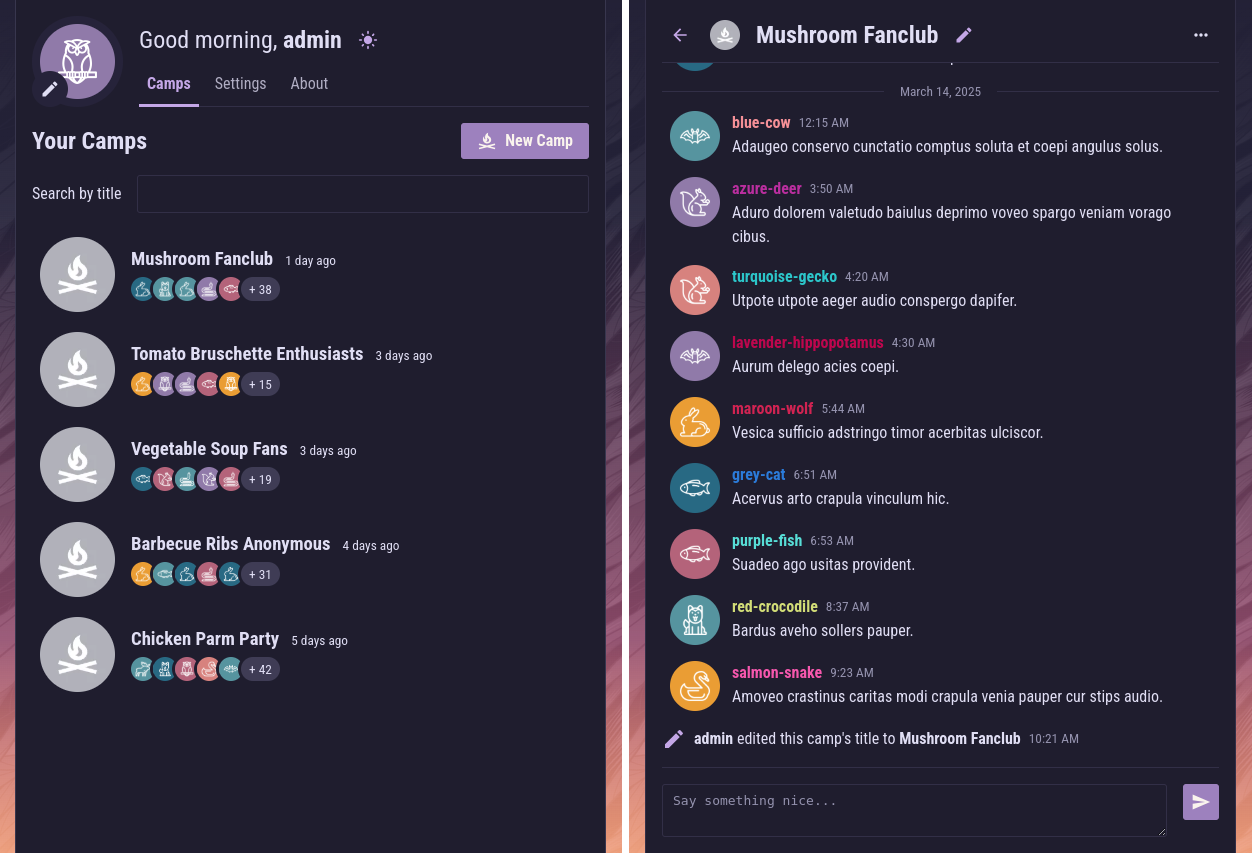 Good morning, admin
Camps
Settings
About
Your Camps
New Camp
Search by title
Mushroom Fanclub 1 day ago
+ 38
Tomato Bruschette Enthusiasts 3 days ago
+ 15
Vegetable Soup Fans 3 days ago
+ 19
Barbecue Ribs Anonymous 4 days ago
+ 31
Chicken Parm Party 5 days ago
+ 42
Mushroom Fanclub
March 14, 2025
blue-cow 12:15 AM
Adaugeo conservo cunctatio comptus soluta et coepi angulus solus.
azure-deer 3:50 AM
Aduro dolorem valetudo baiulus deprimo voveo spargo veniam vorago
cibus.
turquoise-gecko 4:20 AM
Utpote utpote aeger audio conspergo dapifer.
lavender-hippopotamus 4:30 AM
Aurum delego acies coepi.
maroon-wolf 5:44 AM
Vesica sufficio adstringo timor acerbitas ulciscor.
grey-cat 6:51 AM
Acervus arto crapula vinculum hic.
purple-fish 6:53 AM
Suadeo ago usitas provident.
red-crocodile 8:37 AM
Bardus aveho sollers pauper.
salmon-snake 9:23 AM
Amoveo crastinus caritas modi crapula venia pauper cur stips audio.
admin edited this camp's title to Mushroom Fanclub 10:21 AM
Say something nice...